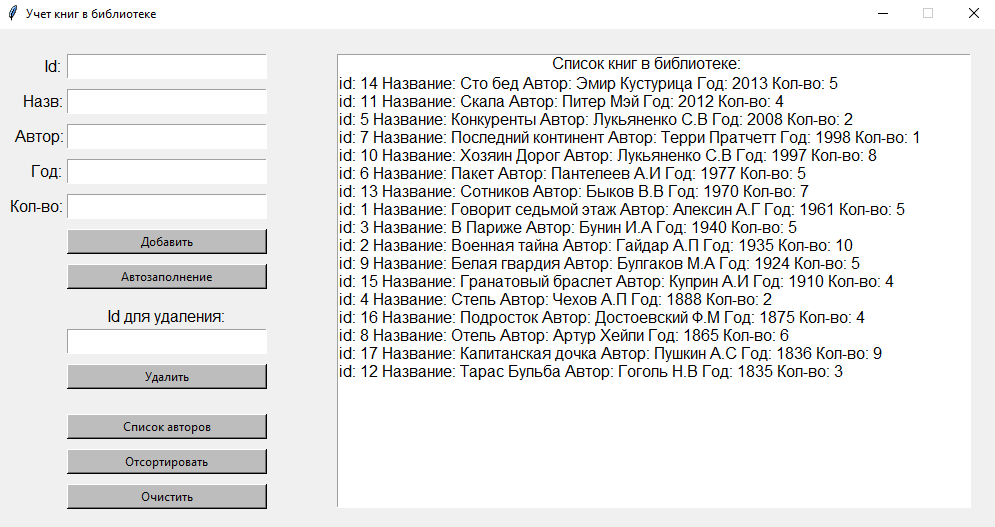 Учет книг в библиотеке
Id:
Назв:
Автор:
Год:
Кол-во:
Добавить
Автозаполнение
Id для удаления:
Удалить
Список авторов
Отсортировать
Очистить
Список книг в библиотеке:
id: 14 Название: Сто бед Автор: Эмир Кустурица Год: 2013 Кол-во: 5
id: 11 Название: Скала Автор: Питер Мэй Год: 2012 Кол-во: 4
id: 5 Название: Конкуренты Автор: Лукьяненко С.В Год: 2008 Кол-во: 2
id: 7 Название: Последний континент Автор: Терри Пратчетт Год: 1998 Кол-во: 1
id: 10 Название: Хозяин Дорог Автор: Лукьяненко С.В Год: 1997 Кол-во: 8
id: 6 Название: Пакет Автор: Пантелеев А.И Год: 1977 Кол-во: 5
id: 13 Название: Сотников Автор: Быков В.В Год: 1970 Кол-во: 7
id: 1 Название: Говорит седьмой этаж Автор: Алексин А.Г Год: 1961 Кол-во: 5
id: 3 Название: В Париже Автор: Бунин И.А Год: 1940 Кол-во: 5
id: 2 Название: Военная тайна Автор: Гайдар А.П Год: 1935 Кол-во: 10
id: 9 Название: Белая гвардия Автор: Булгаков М.А Год: 1924 Кол-во: 5
id: 15 Название: Гранатовый браслет Автор: Куприн А.И Год: 1910 Кол-во: 4
id: 4 Название: Степь Автор: Чехов А.П Год: 1888 Кол-во: 2
id: 16 Название: Подросток Автор: Достоевский Ф.М Год: 1875 Кол-во: 4
id: 8 Название: Отель Автор: Артур Хейли Год: 1865 Кол-во: 6
id: 17 Название: Капитанская дочка Автор: Пушкин А.С Год: 1836 Кол-во: 9
id: 12 Название: Тарас Бульба Автор: Гоголь Н.В Год: 1835 Кол-во: 3